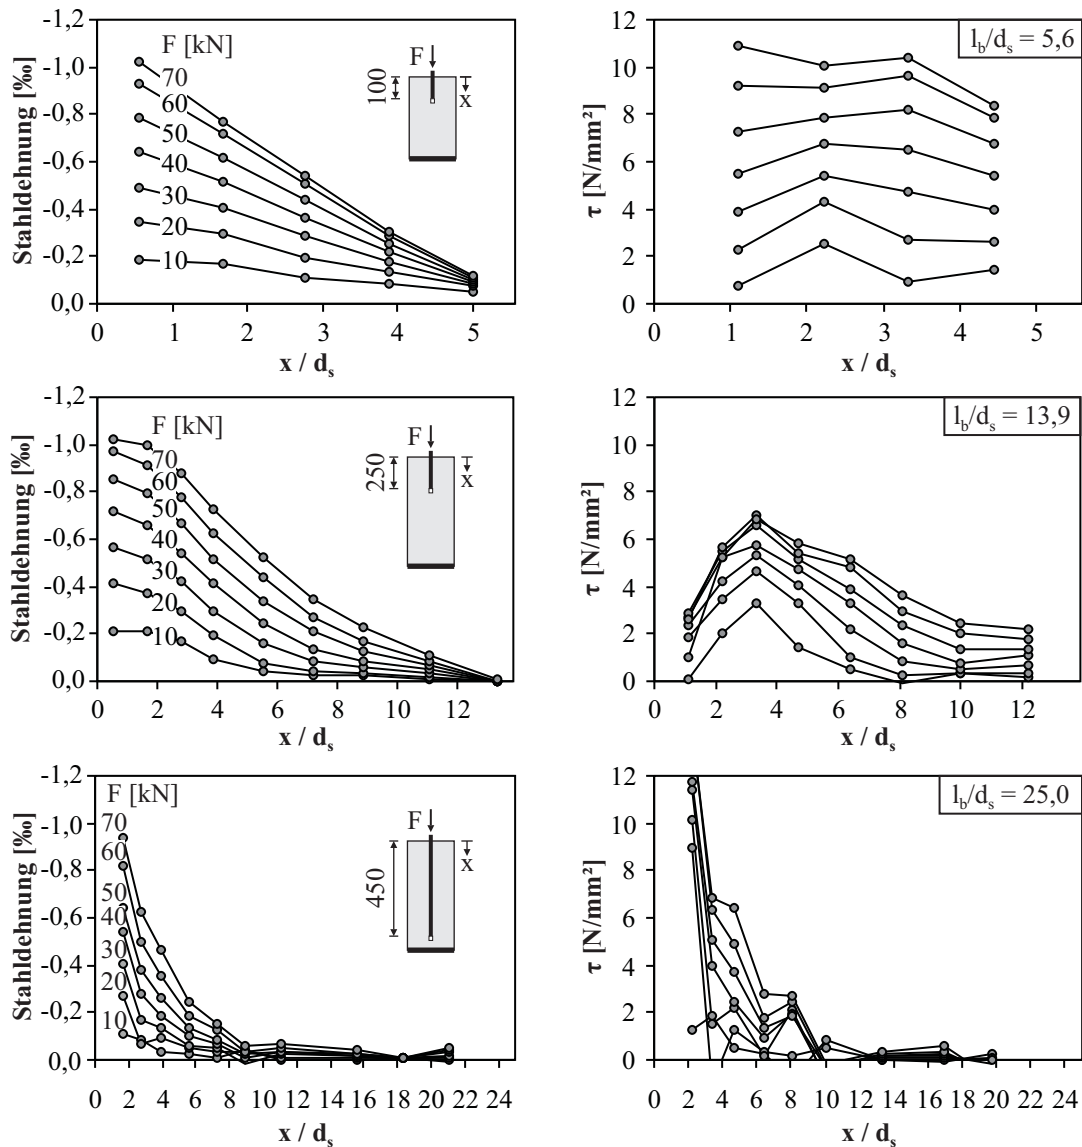 Stahldehnung [‰]
-1,2
-1,0
-0,8
-0,6
-0,4
-0,2
0,0
F [kN]
70
60
50
40
30
20
10
F
100
x
0 1 2 3 4 5
x / dₛ
τ [N/mm²]
12
10
8
6
4
2
0
l_b/dₛ = 5,6
0 1 2 3 4 5
x / dₛ
Stahldehnung [‰]
-1,2
-1,0
-0,8
-0,6
-0,4
-0,2
0,0
F [kN]
70
60
50
40
30
20
10
F
250
x
0 2 4 6 8 10 12
x / dₛ
τ [N/mm²]
12
10
8
6
4
2
0
l_b/dₛ = 13,9
0 2 4 6 8 10 12
x / dₛ
Stahldehnung [‰]
-1,2
-1,0
-0,8
-0,6
-0,4
-0,2
0,0
F [kN]
70
60
50
40
30
20
10
F
450
x
0 2 4 6 8 10 12 14 16 18 20 22 24
x / dₛ
τ [N/mm²]
12
10
8
6
4
2
0
l_b/dₛ = 25,0
0 2 4 6 8 10 12 14 16 18 20 22 24
x / dₛ